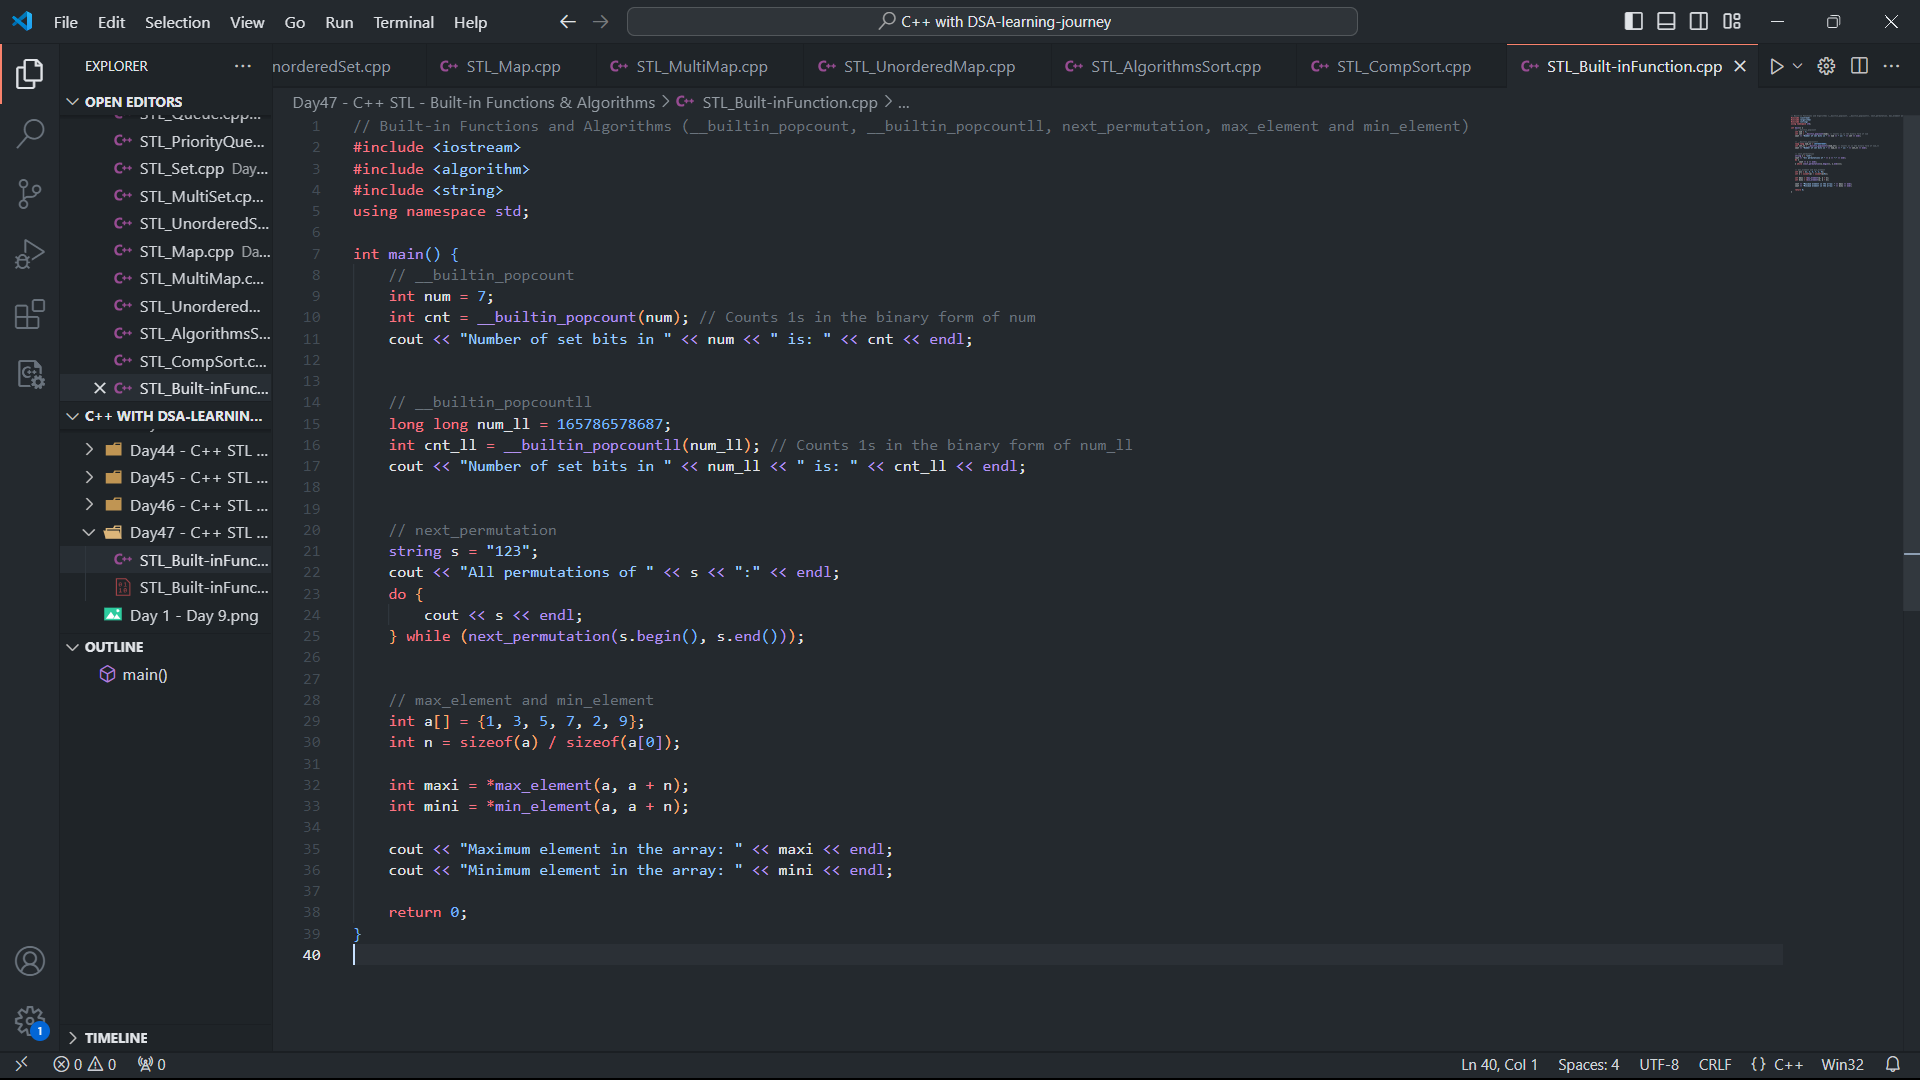 File Edit Selection View Go Run Terminal Help
C++ with DSA-learning-journey
EXPLORER
OPEN EDITORS
STL_Queue.cpp...
STL_PriorityQue...
STL_Set.cpp Day...
STL_MultiSet.cp...
STL_UnorderedS...
STL_Map.cpp Da...
STL_MultiMap.c...
STL_Unordered...
STL_AlgorithmsS...
STL_CompSort.c...
STL_Built-inFunc...
C++ WITH DSA-LEARNIN...
Day44 - C++ STL ...
Day45 - C++ STL ...
Day46 - C++ STL ...
Day47 - C++ STL ...
STL_Built-inFunc...
STL_Built-inFunc...
Day 1 - Day 9.png
OUTLINE
main()
TIMELINE
norderedSet.cpp STL_Map.cpp STL_MultiMap.cpp STL_UnorderedMap.cpp STL_AlgorithmsSort.cpp STL_CompSort.cpp STL_Built-inFunction.cpp
Day47 - C++ STL - Built-in Functions & Algorithms > STL_Built-inFunction.cpp > ...
1 // Built-in Functions and Algorithms (__builtin_popcount, __builtin_popcountll, next_permutation, max_element and min_element)
2 #include <iostream>
3 #include <algorithm>
4 #include <string>
5 using namespace std;
6
7 int main() {
8 // __builtin_popcount
9 int num = 7;
10 int cnt = __builtin_popcount(num); // Counts 1s in the binary form of num
11 cout << "Number of set bits in " << num << " is: " << cnt << endl;
12
13
14 // __builtin_popcountll
15 long long num_ll = 165786578687;
16 int cnt_ll = __builtin_popcountll(num_ll); // Counts 1s in the binary form of num_ll
17 cout << "Number of set bits in " << num_ll << " is: " << cnt_ll << endl;
18
19
20 // next_permutation
21 string s = "123";
22 cout << "All permutations of " << s << ":" << endl;
23 do {
24 cout << s << endl;
25 } while (next_permutation(s.begin(), s.end()));
26
27
28 // max_element and min_element
29 int a[] = {1, 3, 5, 7, 2, 9};
30 int n = sizeof(a) / sizeof(a[0]);
31
32 int maxi = *max_element(a, a + n);
33 int mini = *min_element(a, a + n);
34
35 cout << "Maximum element in the array: " << maxi << endl;
36 cout << "Minimum element in the array: " << mini << endl;
37
38 return 0;
39 }
40
1
0 0 0 Ln 40, Col 1 Spaces: 4 UTF-8 CRLF {} C++ Win32